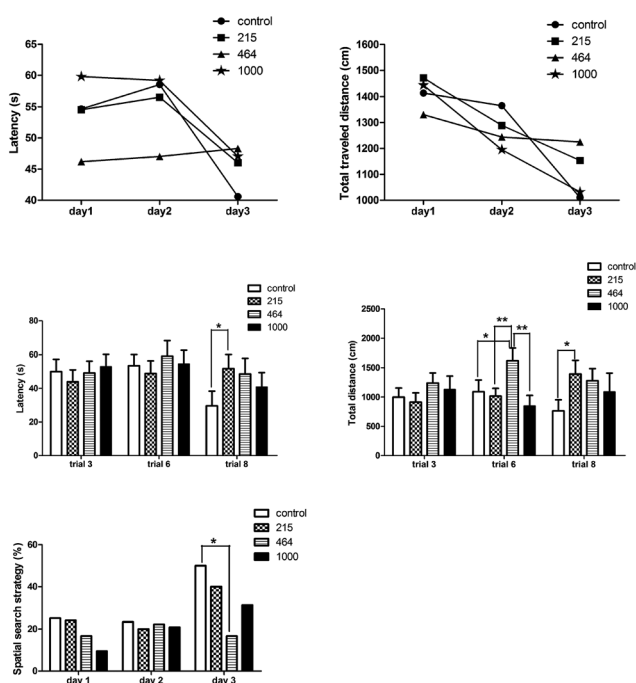 control
215
464
1000
Latency (s)
65
60
55
50
45
40
day1 day2 day3
control
215
464
1000
Total traveled distance (cm)
1600
1500
1400
1300
1200
1100
1000
day1 day2 day3
control
215
464
1000
Latency (s)
80
60
40
20
0
*
trial 3 trial 6 trial 8
control
215
464
1000
Total distance (cm)
2500
2000
1500
1000
500
0
* ** ** *
trial 3 trial 6 trial 8
control
215
464
1000
Spatial search strategy (%)
60
40
20
0
*
day 1 day 2 day 3